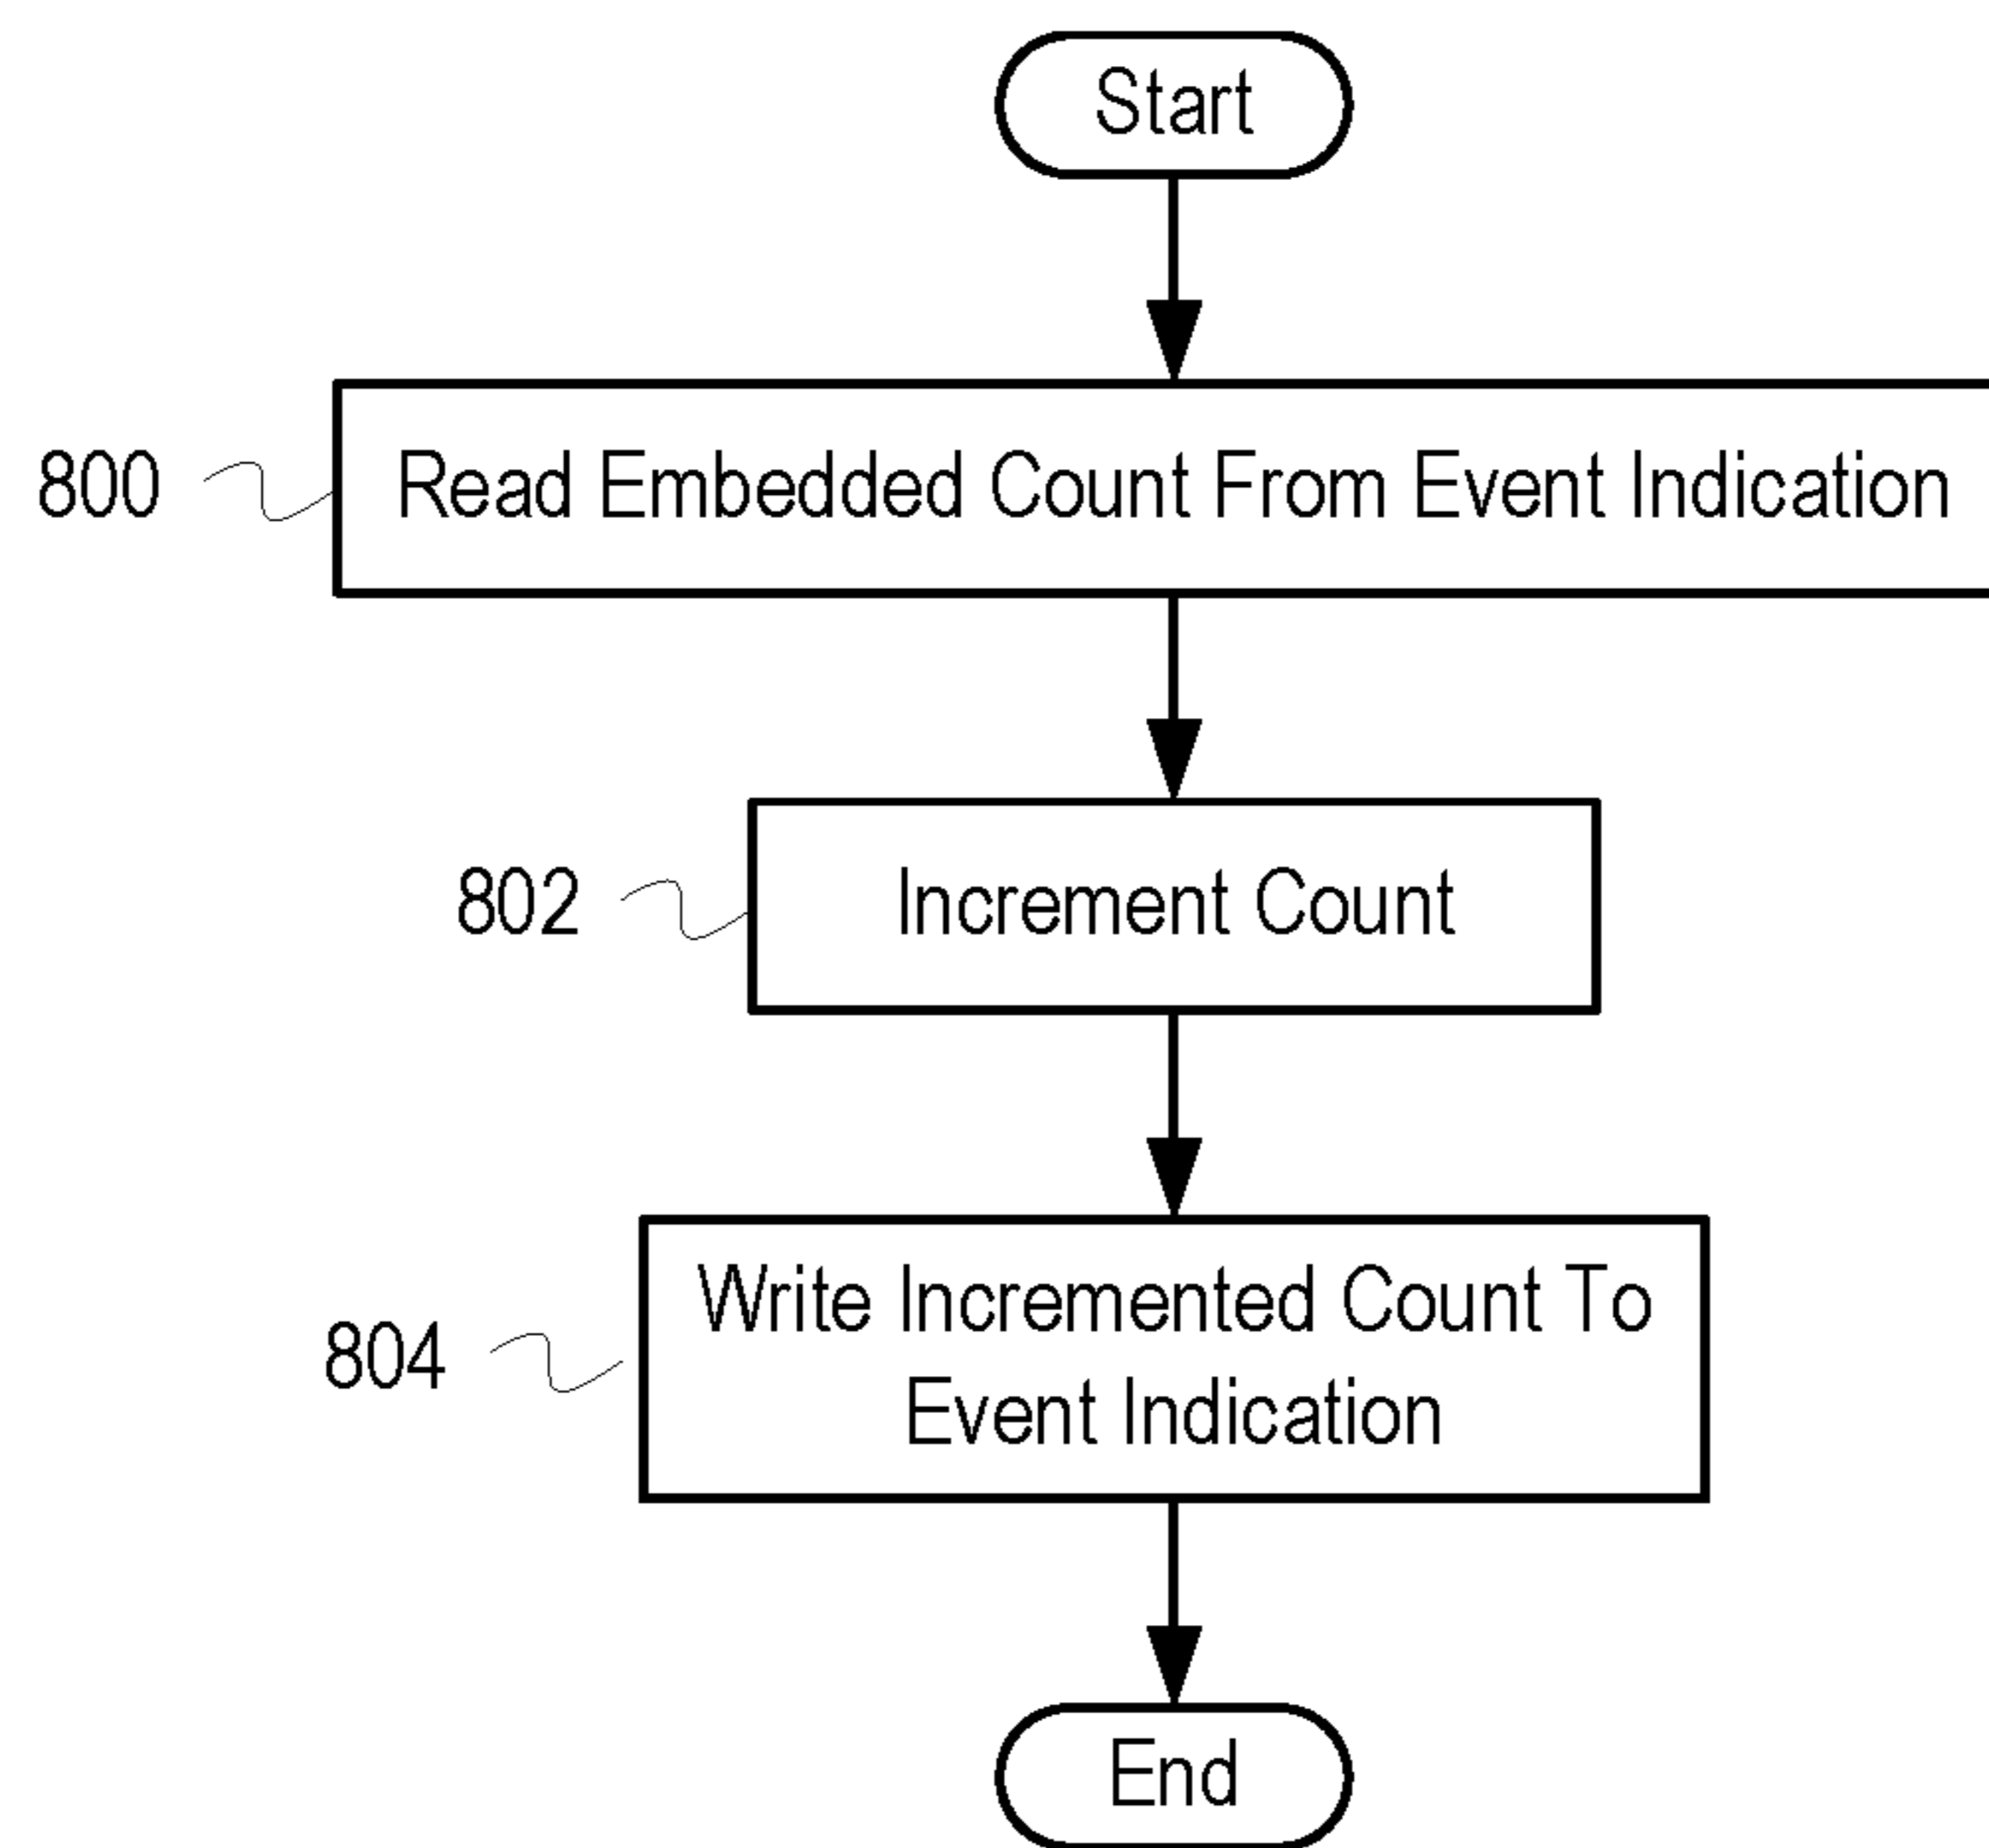 Start
800 Read Embedded Count From Event Indication
802 Increment Count
804 Write Incremented Count To
Event Indication
End